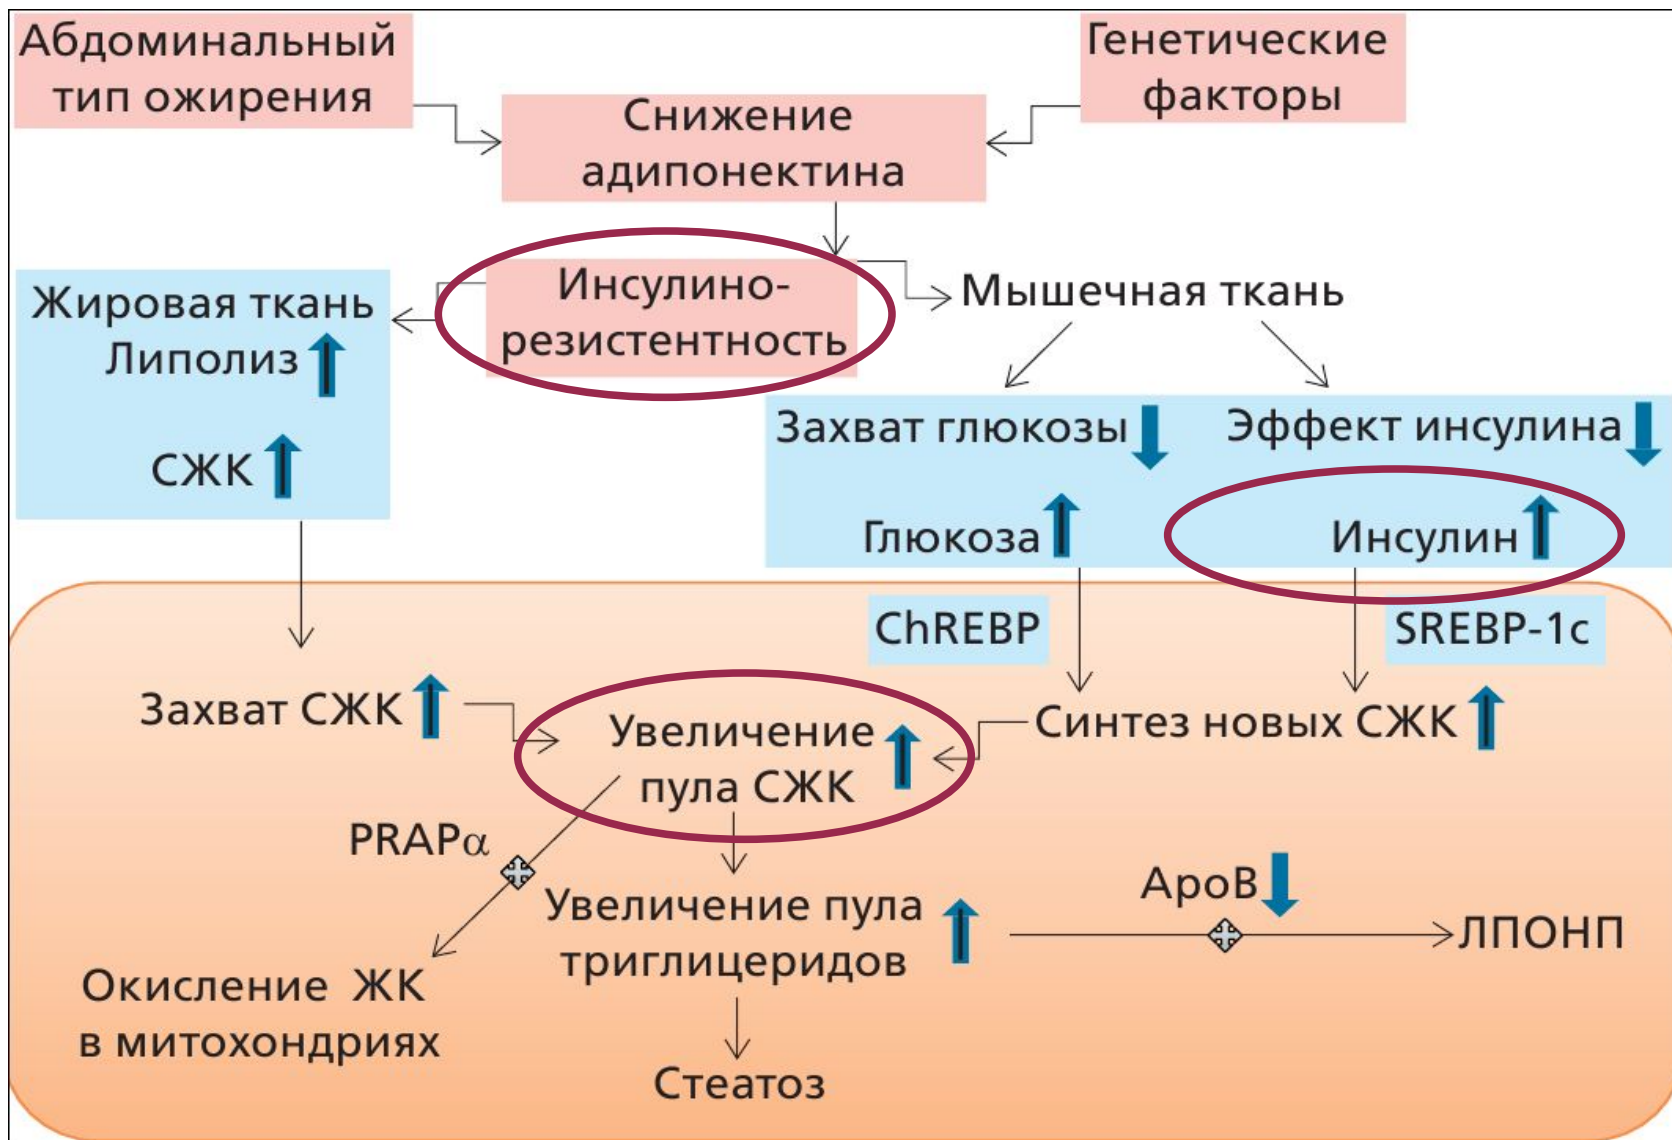 Абдоминальный
тип ожирения
Генетические
факторы
Снижение
адипонектина
Инсулино-
резистентность
Жировая ткань
Липолиз
СЖК
Мышечная ткань
Захват глюкозы
Эффект инсулина
Глюкоза
Инсулин
ChREBP
SREBP-1c
Захват СЖК
Увеличение
пула СЖК
Синтез новых СЖК
PRAPα
Увеличение пула
триглицеридов
АроВ
ЛПОНП
Окисление ЖК
в митохондриях
Стеатоз